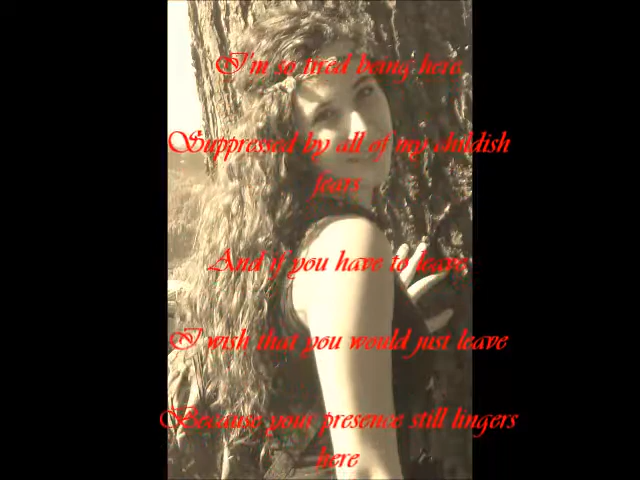 I'm so tired being here
Suppressed by all of my childish
fears
And if you have to leave
I wish that you would just leave
Because your presence still lingers
here